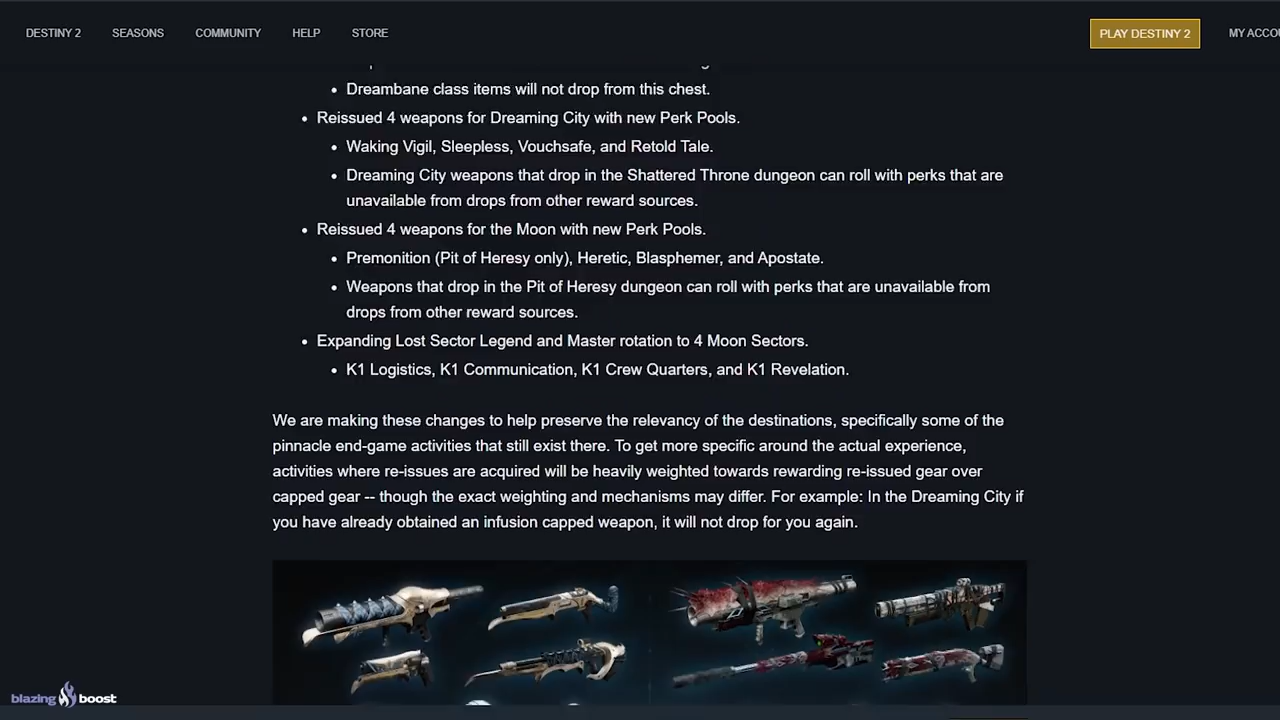 DESTINY 2 SEASONS COMMUNITY HELP STORE PLAY DESTINY 2 MY ACCOU
Dreambane class items will not drop from this chest.
Reissued 4 weapons for Dreaming City with new Perk Pools.
Waking Vigil, Sleepless, Vouchsafe, and Retold Tale.
Dreaming City weapons that drop in the Shattered Throne dungeon can roll with perks that are
unavailable from drops from other reward sources.
Reissued 4 weapons for the Moon with new Perk Pools.
Premonition (Pit of Heresy only), Heretic, Blasphemer, and Apostate.
Weapons that drop in the Pit of Heresy dungeon can roll with perks that are unavailable from
drops from other reward sources.
Expanding Lost Sector Legend and Master rotation to 4 Moon Sectors.
K1 Logistics, K1 Communication, K1 Crew Quarters, and K1 Revelation.
We are making these changes to help preserve the relevancy of the destinations, specifically some of the
pinnacle end-game activities that still exist there. To get more specific around the actual experience,
activities where re-issues are acquired will be heavily weighted towards rewarding re-issued gear over
capped gear -- though the exact weighting and mechanisms may differ. For example: In the Dreaming City if
you have already obtained an infusion capped weapon, it will not drop for you again.
blazing boost